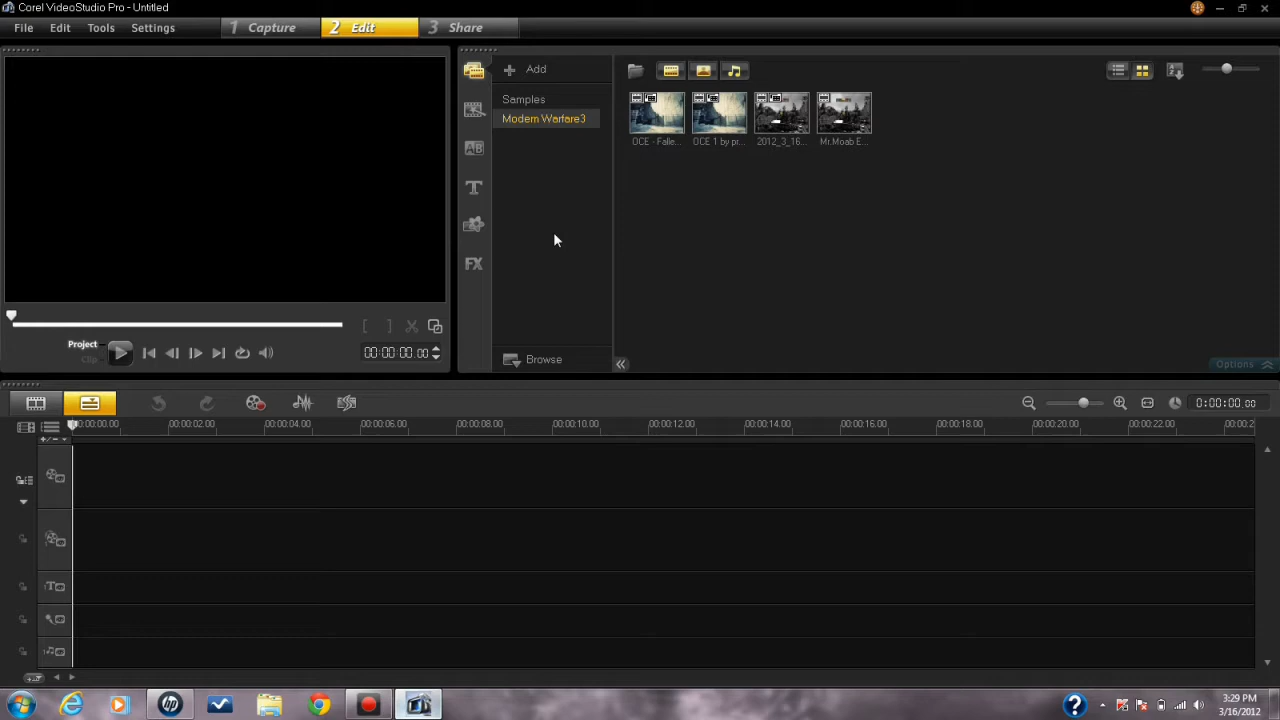 Corel VideoStudio Pro - Untitled
File Edit Tools Settings 1 Capture 2 Edit 3 Share
Add
Samples
Modern Warfare3
OCE - Falle... OCE 1 by pr... 2012_3_16... Mr.Moab E...
Project
Clip
00:00:00.00
Browse
Options
0:00:00.00
00:00:00.00 00:00:02.00 00:00:04.00 00:00:06.00 00:00:08.00 00:00:10.00 00:00:12.00 00:00:14.00 00:00:16.00 00:00:18.00 00:00:20.00 00:00:22.00 00:00:2
3:29 PM
3/16/2012